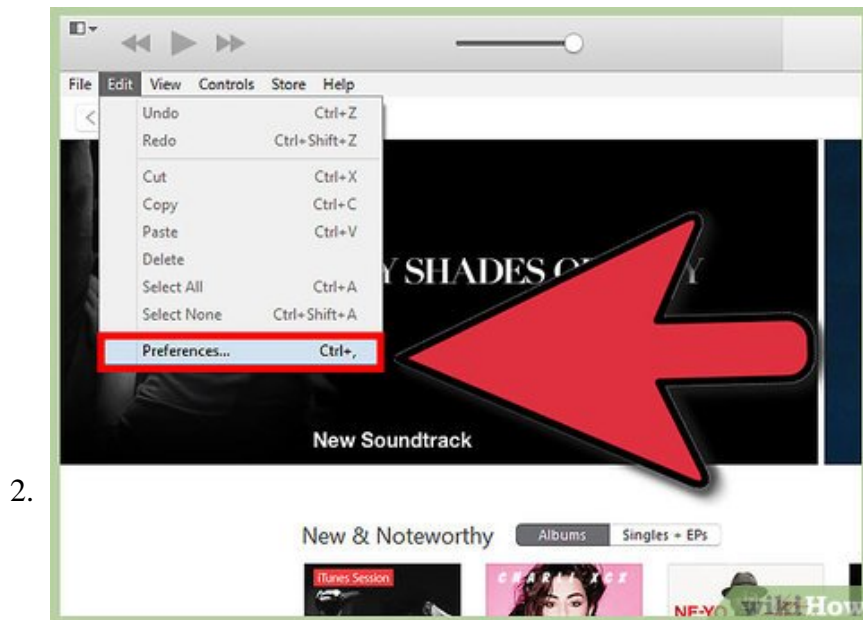 File Edit View Controls Store Help
Undo Ctrl+Z
Redo Ctrl+Shift+Z
Cut Ctrl+X
Copy Ctrl+C
Paste Ctrl+V
Delete
Select All Ctrl+A
Select None Ctrl+Shift+A
Preferences... Ctrl+,
Y SHADES O
Y
New Soundtrack
2.
New & Noteworthy Albums Singles + EPs
iTunes Session
CHARLI XCX
NE-YO
wikiHow